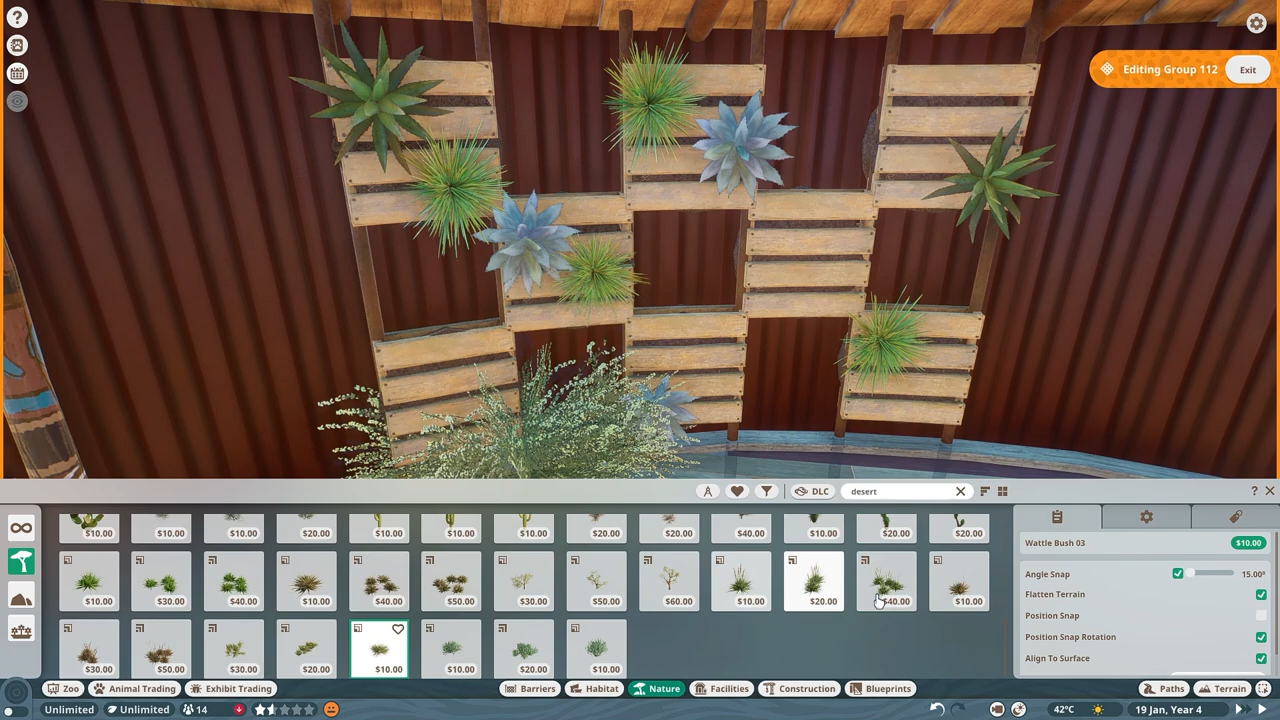 Editing Group 112
Exit
DLC
desert
$10.00 $10.00 $10.00 $20.00 $10.00 $10.00 $10.00 $20.00 $20.00 $40.00 $10.00 $20.00 $20.00
$10.00 $30.00 $40.00 $10.00 $40.00 $50.00 $30.00 $50.00 $60.00 $10.00 $20.00 $40.00 $10.00
$30.00 $50.00 $30.00 $20.00 $10.00 $10.00 $20.00 $10.00
Wattle Bush 03 $10.00
Angle Snap 15.00°
Flatten Terrain
Position Snap
Position Snap Rotation
Align To Surface
Zoo Animal Trading Exhibit Trading Barriers Habitat Nature Facilities Construction Blueprints Paths Terrain
Unlimited Unlimited 14 42°C 19 Jan, Year 4